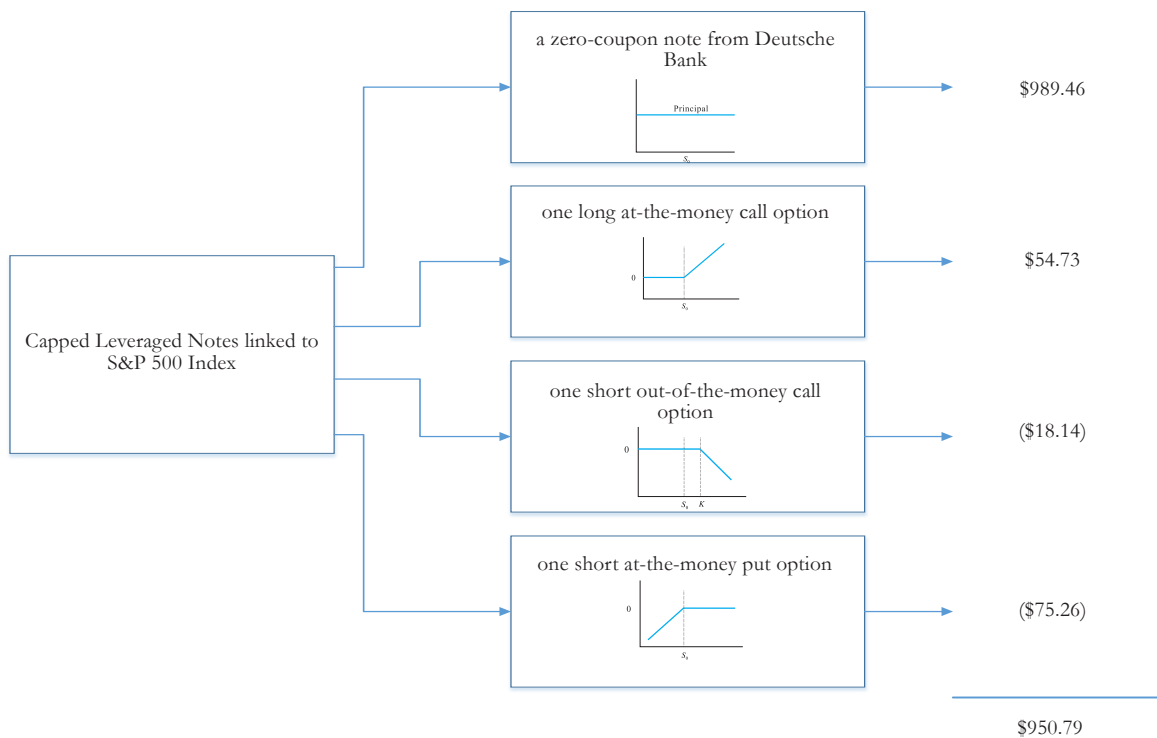 a zero-coupon note from Deutsche
Bank
Principal
S₀
$989.46
one long at-the-money call option
0
S₀
$54.73
Capped Leveraged Notes linked to
S&P 500 Index
one short out-of-the-money call
option
0
S₀ K
($18.14)
one short at-the-money put option
0
S₀
($75.26)
$950.79